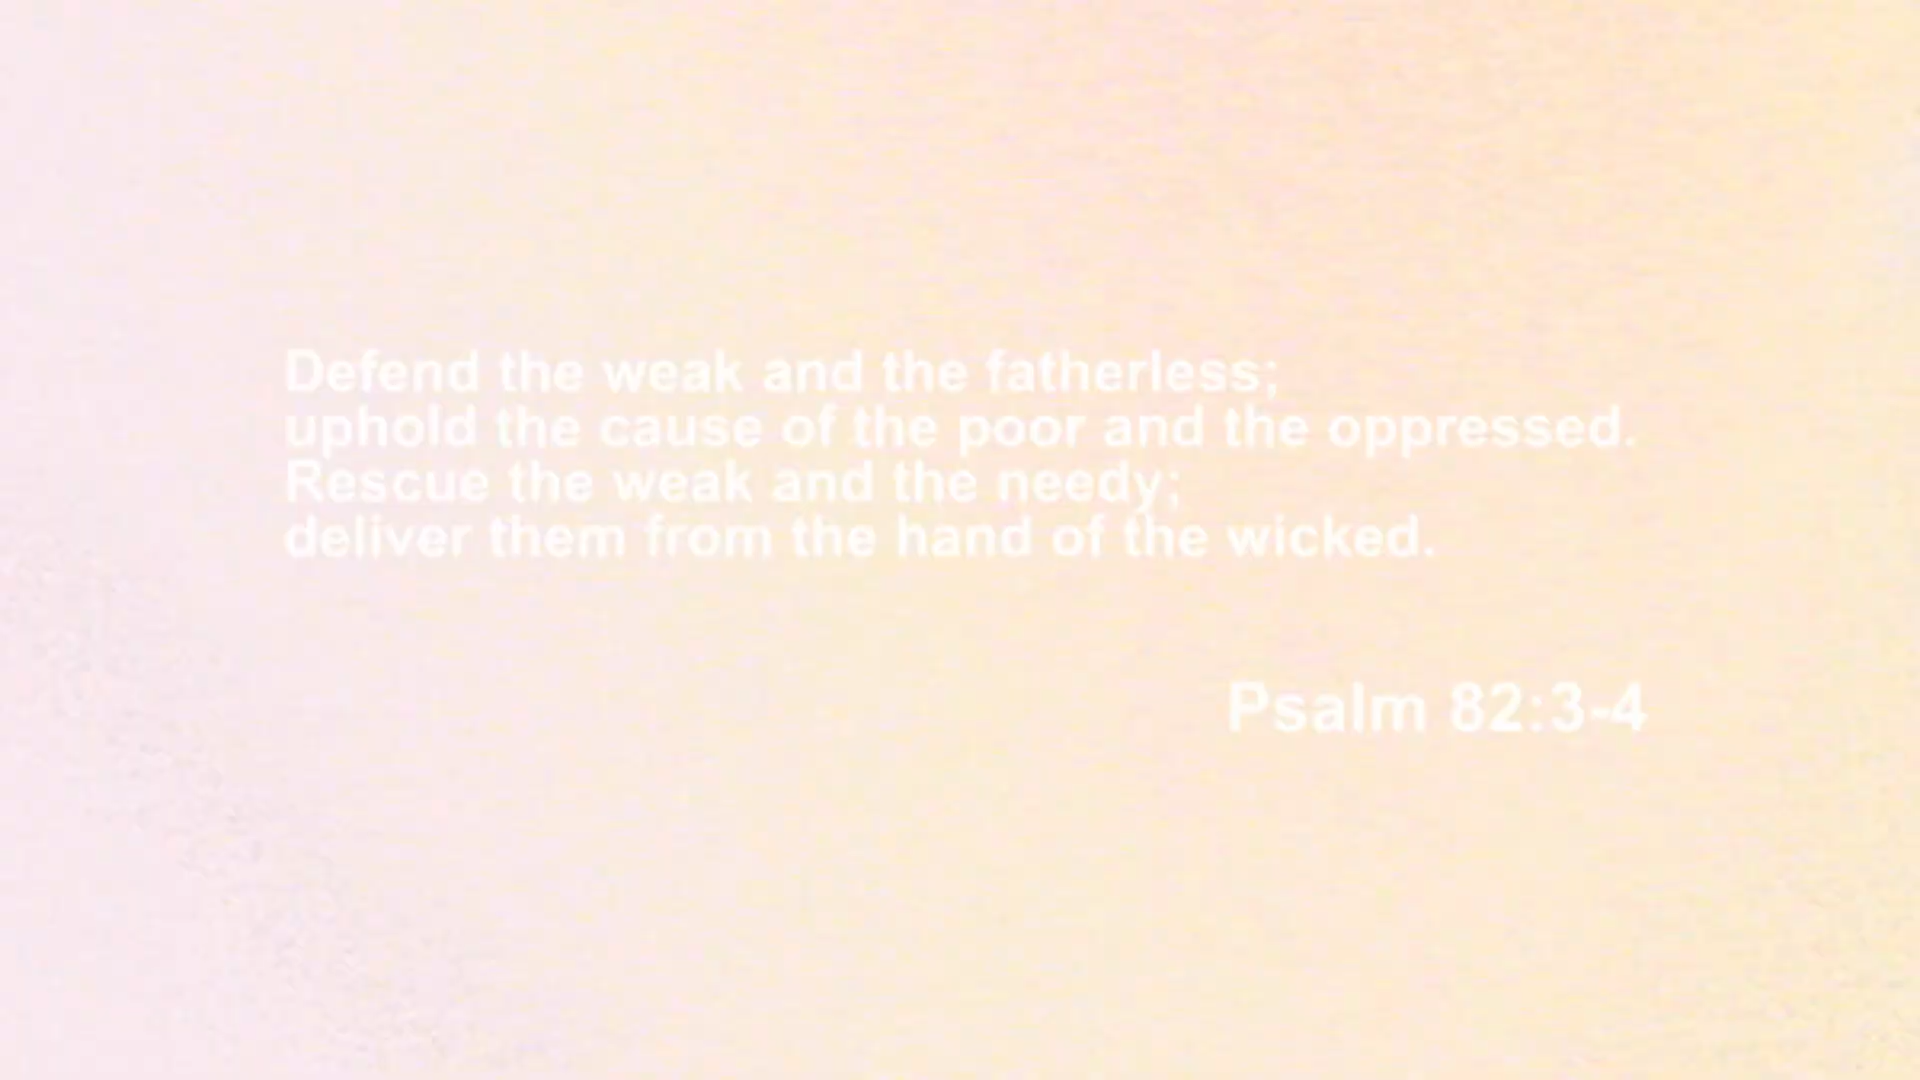 Defend the weak and the fatherless;
uphold the cause of the poor and the oppressed.
Rescue the weak and the needy;
deliver them from the hand of the wicked.
Psalm 82:3-4